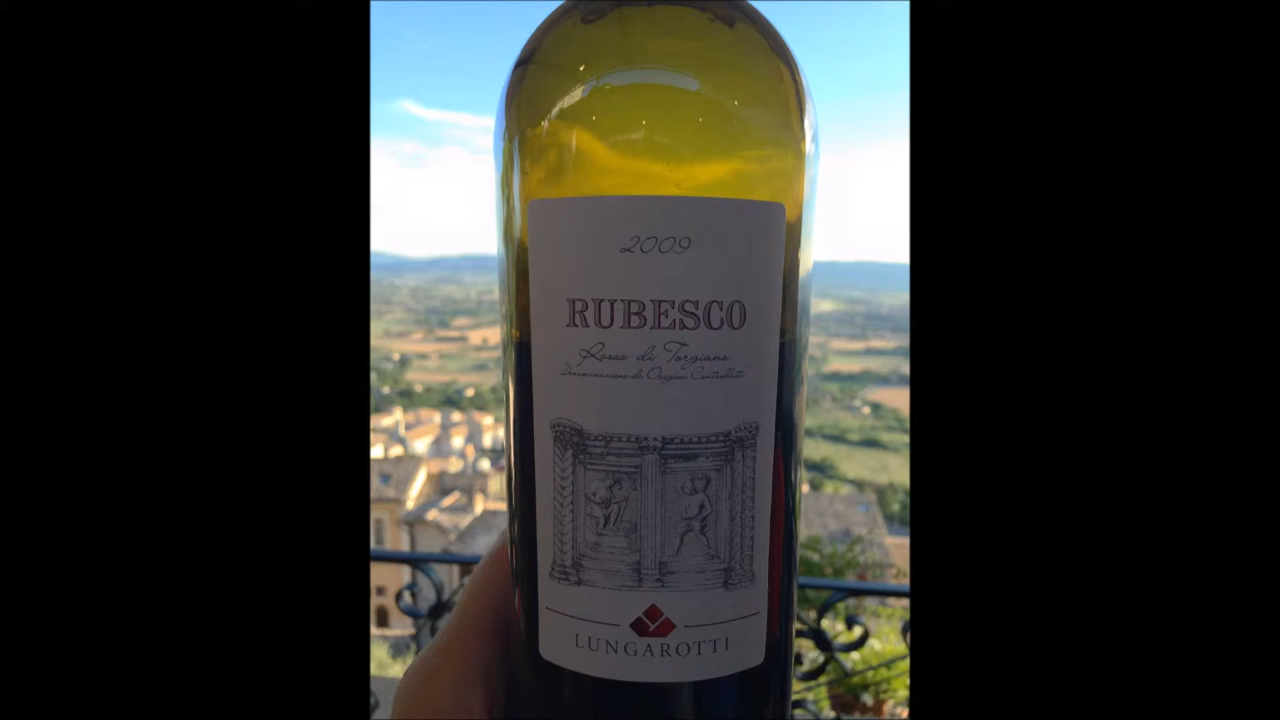 2009
RUBESCO
Rosso di Torgiano
Denominazione di Origine Controllata
LUNGAROTTI